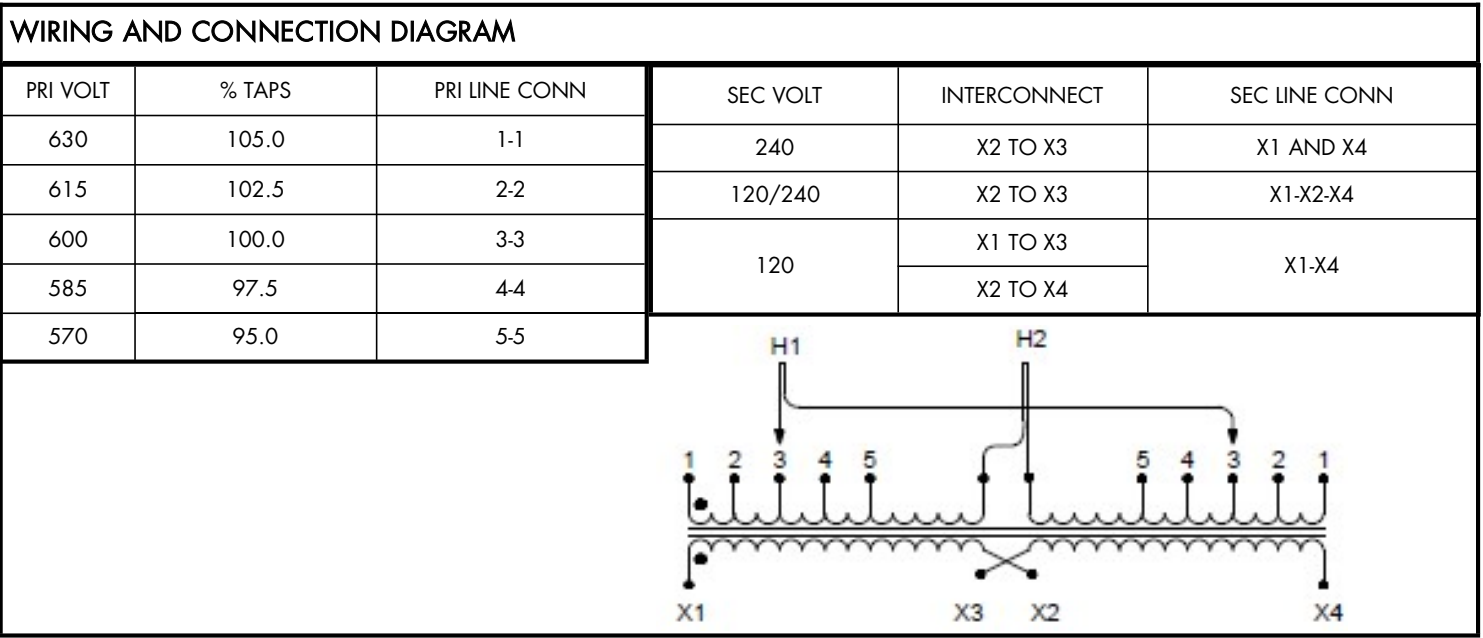 WIRING AND CONNECTION DIAGRAM
PRI VOLT % TAPS PRI LINE CONN
630 105.0 1-1
615 102.5 2-2
600 100.0 3-3
585 97.5 4-4
570 95.0 5-5
SEC VOLT INTERCONNECT SEC LINE CONN
240 X2 TO X3 X1 AND X4
120/240 X2 TO X3 X1-X2-X4
120 X1 TO X3 X1-X4
X2 TO X4
H1 H2
1 2 3 4 5 5 4 3 2 1
X1 X3 X2 X4